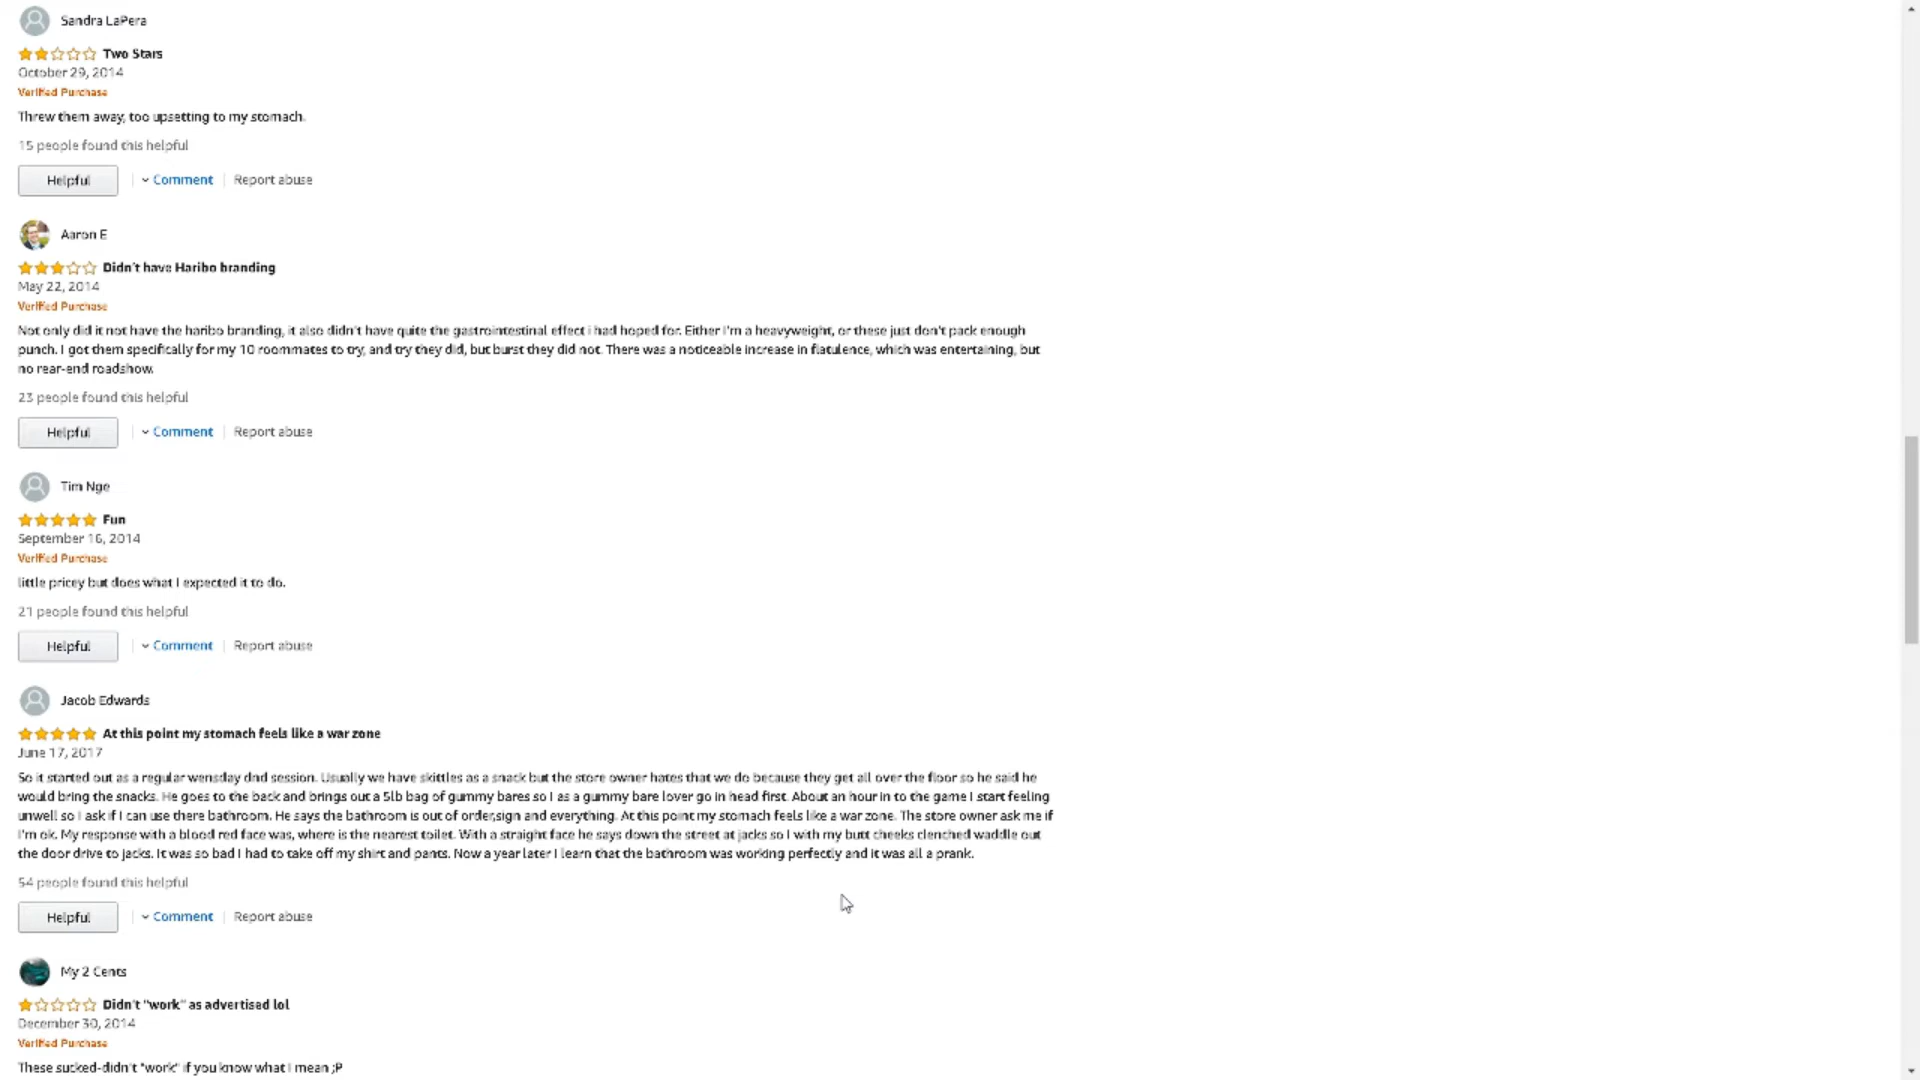 Sandra LaPera
Two Stars
October 29, 2014
Verified Purchase
Threw them away, too upsetting to my stomach.
15 people found this helpful
Helpful Comment Report abuse
Aaron E
Didn't have Haribo branding
May 22, 2014
Verified Purchase
Not only did it not have the haribo branding, it also didn't have quite the gastrointestinal effect i had hoped for. Either I'm a heavyweight, or these just don't pack enough
punch. I got them specifically for my 10 roommates to try, and try they did, but burst they did not. There was a noticeable increase in flatulence, which was entertaining, but
no rear-end roadshow.
23 people found this helpful
Helpful Comment Report abuse
Tim Nge
Fun
September 16, 2014
Verified Purchase
little pricey but does what I expected it to do.
21 people found this helpful
Helpful Comment Report abuse
Jacob Edwards
At this point my stomach feels like a war zone
June 17, 2017
So it started out as a regular wensday dnd session. Usually we have skittles as a snack but the store owner hates that we do because they get all over the floor so he said he
would bring the snacks. He goes to the back and brings out a 5lb bag of gummy bares so I as a gummy bare lover go in head first. About an hour in to the game I start feeling
unwell so I ask if I can use there bathroom. He says the bathroom is out of order,sign and everything. At this point my stomach feels like a war zone. The store owner ask me if
I'm ok. My response with a blood red face was, where is the nearest toilet. With a straight face he says down the street at jacks so I with my butt cheeks clenched waddle out
the door drive to jacks. It was so bad I had to take off my shirt and pants. Now a year later I learn that the bathroom was working perfectly and it was all a prank.
54 people found this helpful
Helpful Comment Report abuse
My 2 Cents
Didn't "work" as advertised lol
December 30, 2014
Verified Purchase
These sucked-didn't "work" if you know what I mean ;P